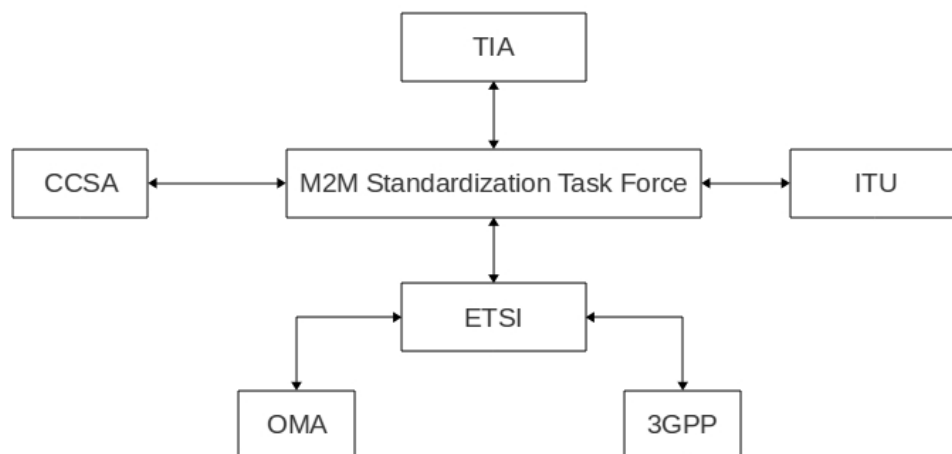 TIA
CCSA
M2M Standardization Task Force
ITU
ETSI
OMA
3GPP